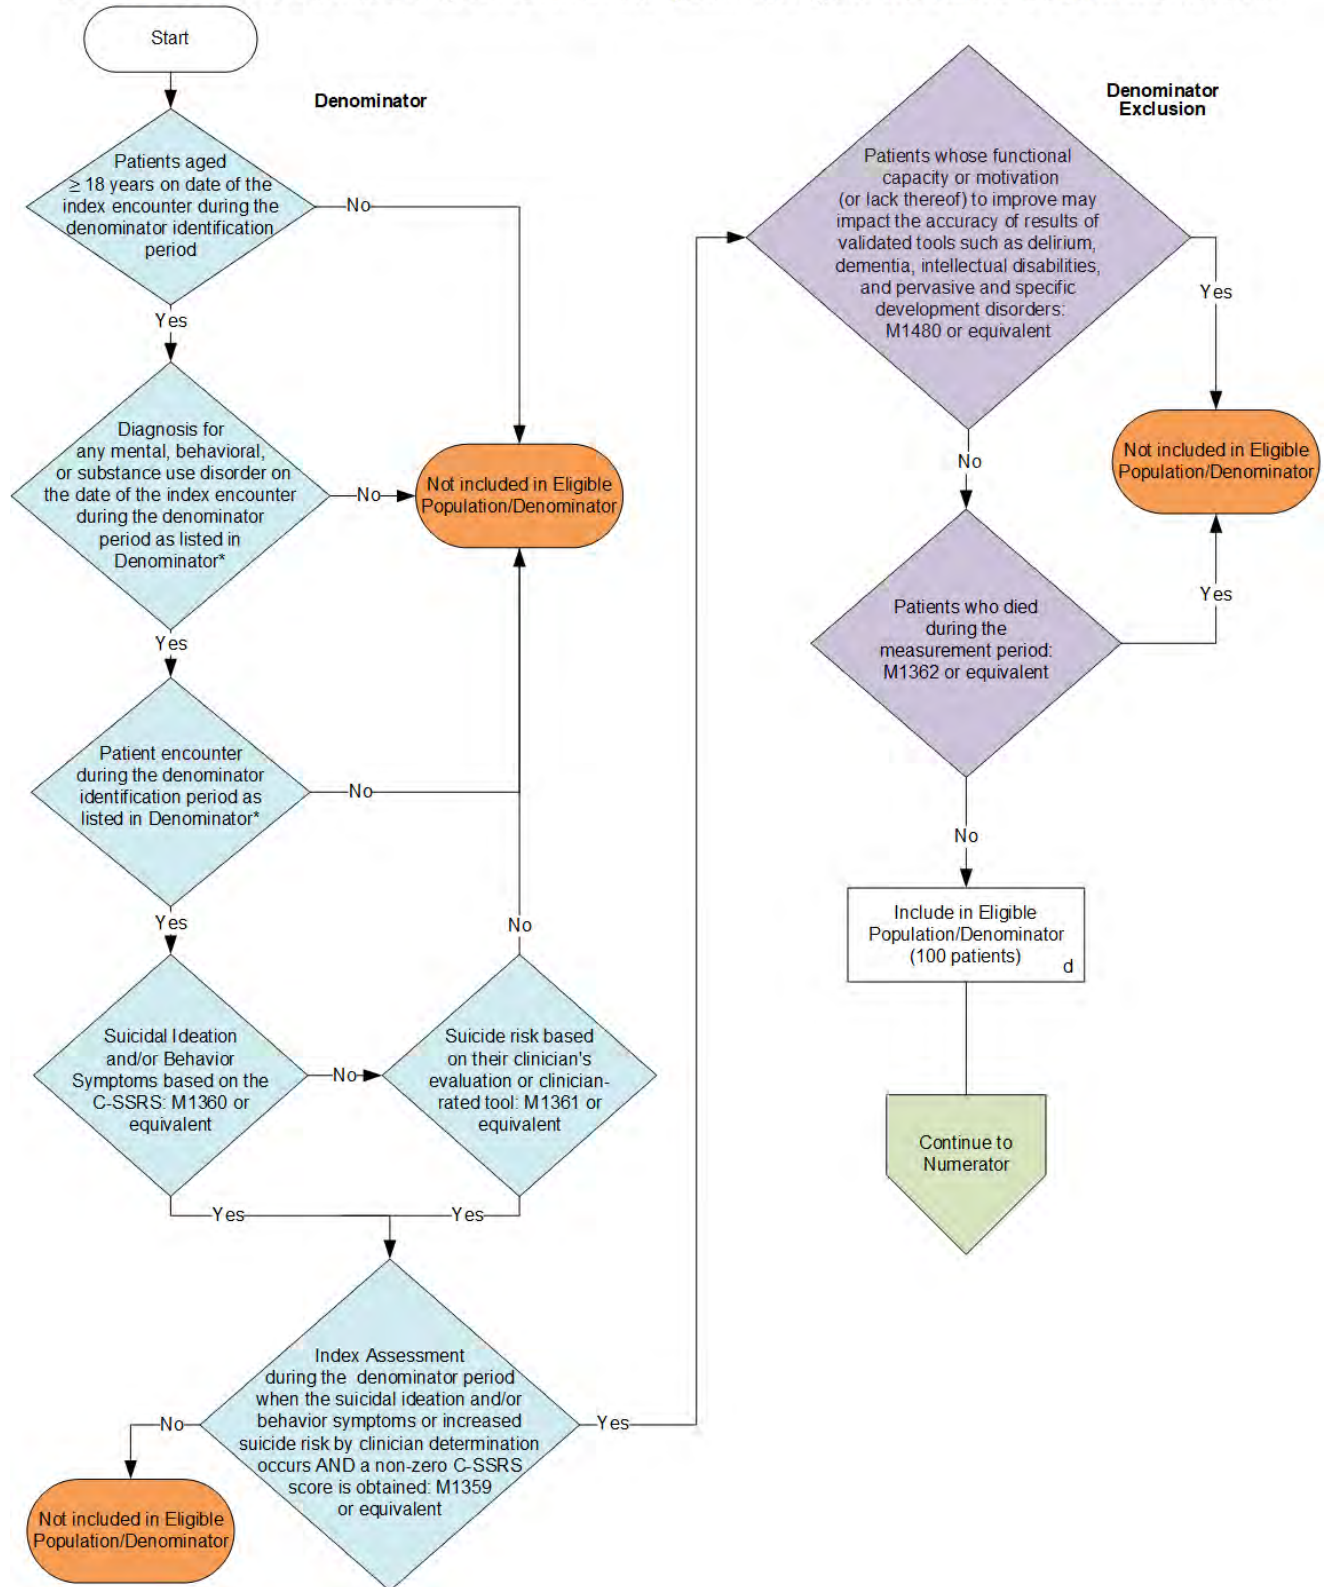 Start
Denominator
Patients aged
≥ 18 years on date of the
index encounter during the
denominator identification
period
No
Yes
Diagnosis for
any mental, behavioral,
or substance use disorder on
the date of the index encounter
during the denominator
period as listed in
Denominator*
No
Not included in Eligible
Population/Denominator
Yes
Patient encounter
during the denominator
identification period as
listed in Denominator*
No
Yes
No
Suicidal Ideation
and/or Behavior
Symptoms based on the
C-SSRS: M1360 or
equivalent
No
Suicide risk based
on their clinician's
evaluation or clinician-
rated tool: M1361 or
equivalent
Yes
Yes
Index Assessment
during the denominator period
when the suicidal ideation and/or
behavior symptoms or increased
suicide risk by clinician determination
occurs AND a non-zero C-SSRS
score is obtained: M1359
or equivalent
No
Yes
Not included in Eligible
Population/Denominator
Denominator
Exclusion
Patients whose functional
capacity or motivation
(or lack thereof) to improve may
impact the accuracy of results of
validated tools such as delirium,
dementia, intellectual disabilities,
and pervasive and specific
development disorders:
M1480 or equivalent
Yes
No
Not included in Eligible
Population/Denominator
Patients who died
during the
measurement period:
M1362 or equivalent
Yes
No
Include in Eligible
Population/Denominator
(100 patients)
d
Continue to
Numerator